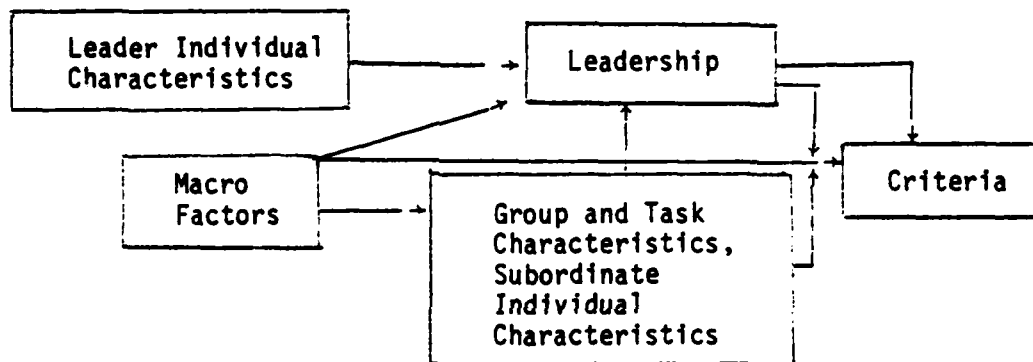 Leader Individual
Characteristics
Leadership
Macro
Factors
Criteria
Group and Task
Characteristics,
Subordinate
Individual
Characteristics